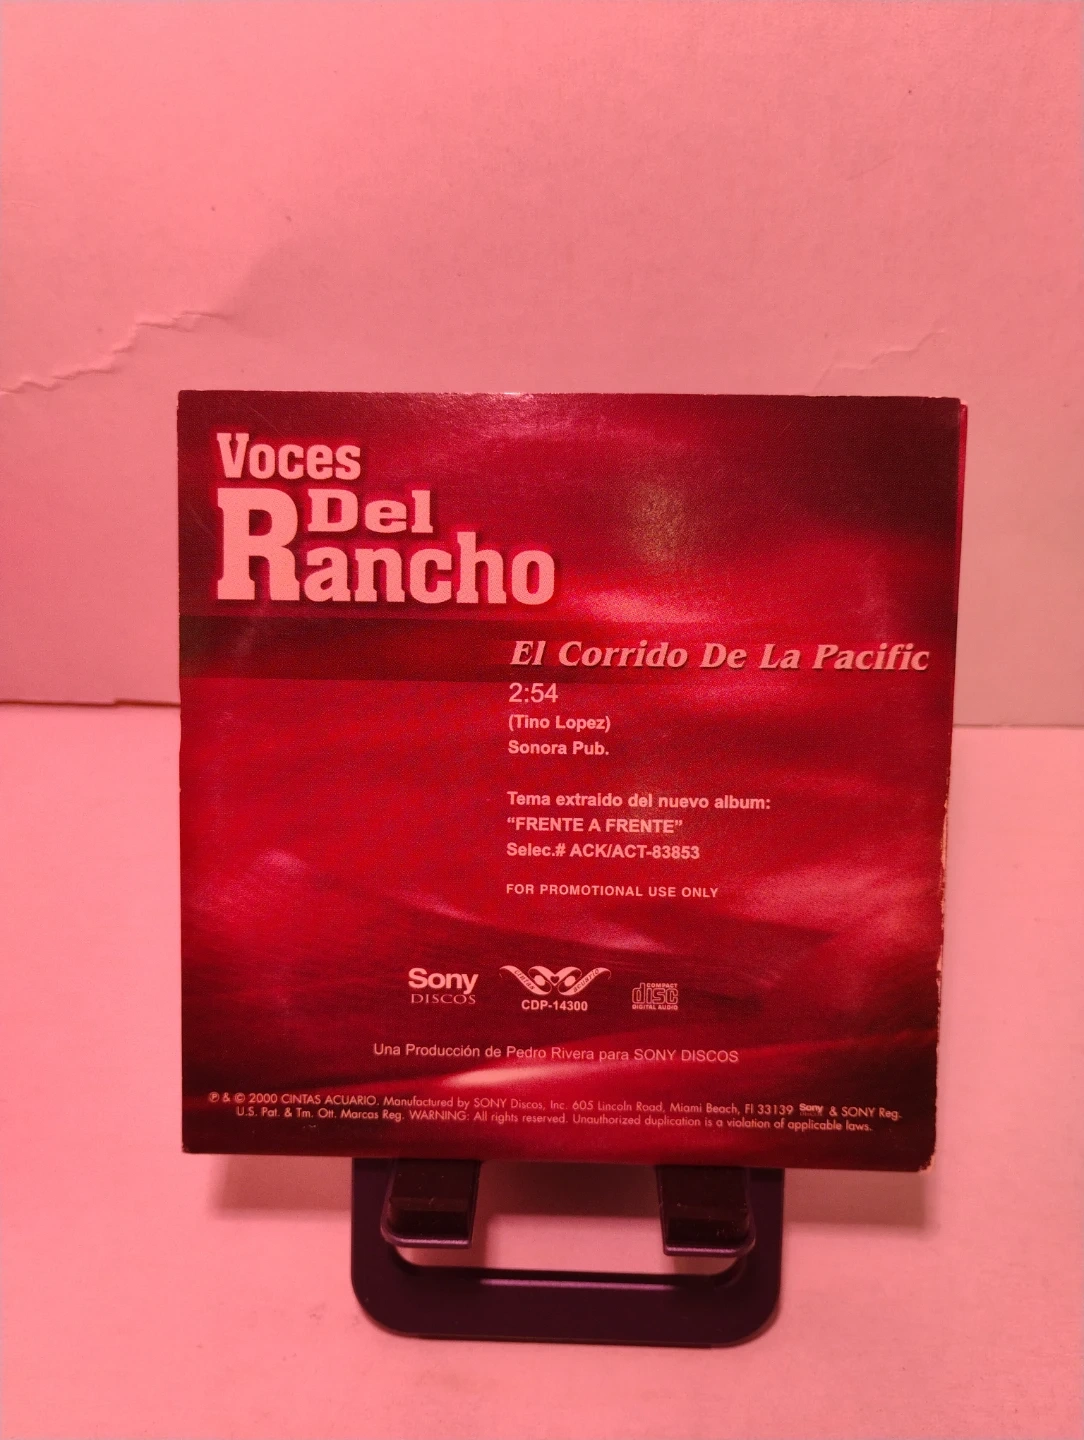 Voces
Del
Rancho
El Corrido De La Pacific
2:54
(Tino Lopez)
Sonora Pub.
Tema extraido del nuevo album:
“FRENTE A FRENTE”
Selec.# ACK/ACT-83853
FOR PROMOTIONAL USE ONLY
Sony
DISCOS
CINTAS ACUARIO
CDP-14300
COMPACT
disc
DIGITAL AUDIO
Una Producción de Pedro Rivera para SONY DISCOS
℗ & © 2000 CINTAS ACUARIO. Manufactured by SONY Discos, Inc. 605 Lincoln Road, Miami Beach, Fl 33139 Sony & SONY Reg.
U.S. Pat. & Tm. Ott. Marcas Reg. WARNING: All rights reserved. Unauthorized duplication is a violation of applicable laws.